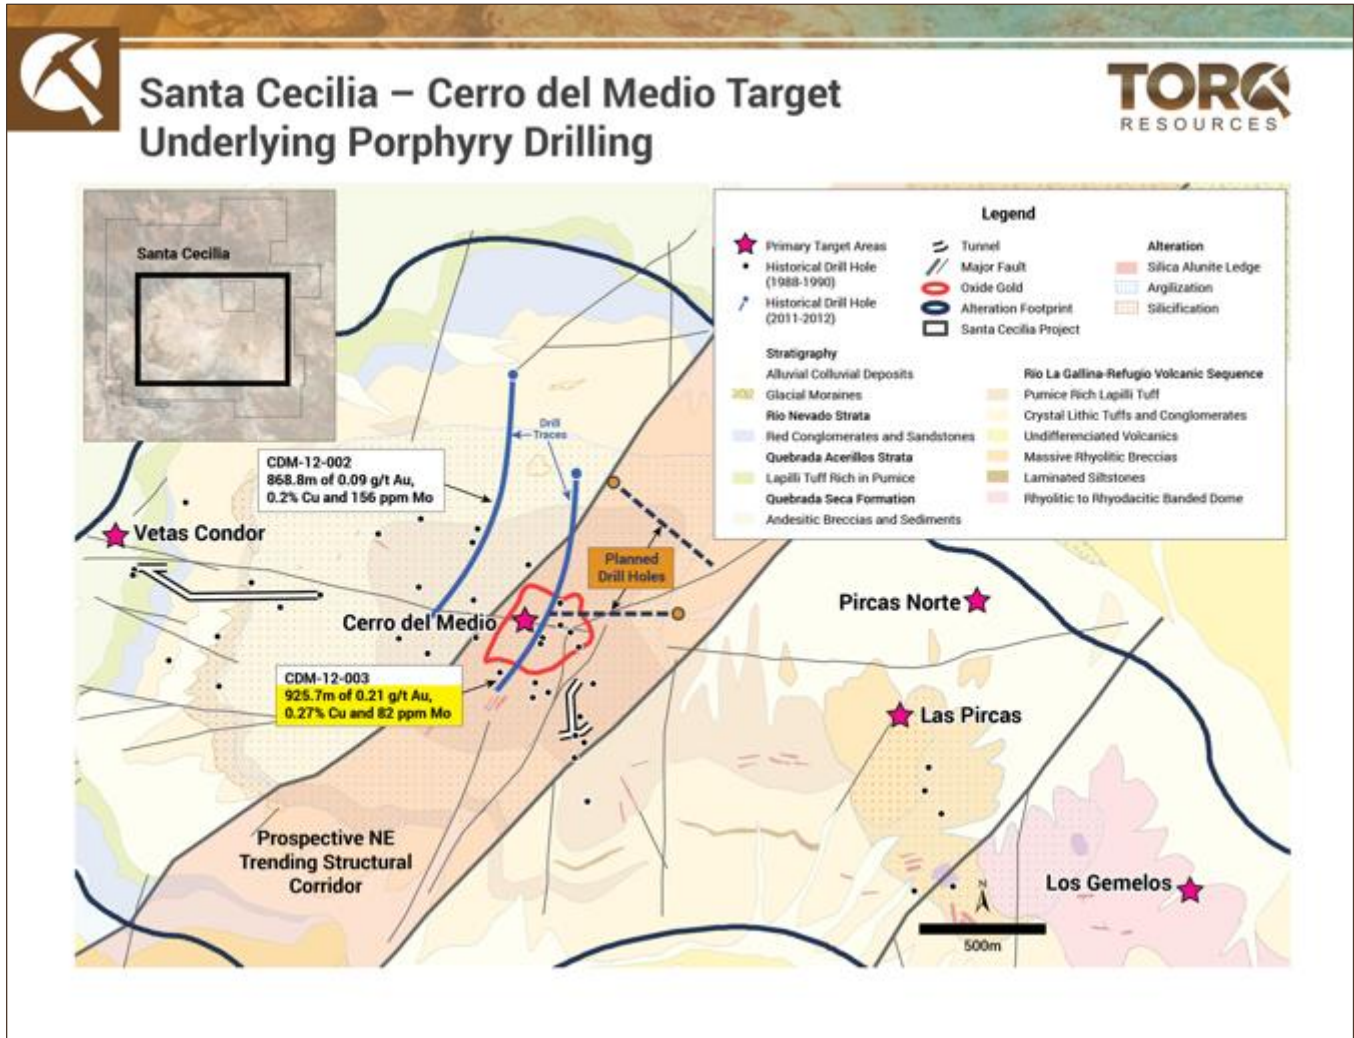 Santa Cecilia – Cerro del Medio Target
Underlying Porphyry Drilling
TORQ
RESOURCES
Santa Cecilia
Legend
Primary Target Areas
Historical Drill Hole
(1988-1990)
Historical Drill Hole
(2011-2012)
Tunnel
Major Fault
Oxide Gold
Alteration Footprint
Santa Cecilia Project
Alteration
Silica Alunite Ledge
Argilization
Silicification
Stratigraphy
Alluvial Colluvial Deposits
Glacial Moraines
Rio Nevado Strata
Red Conglomerates and Sandstones
Quebrada Acerillos Strata
Lapilli Tuff Rich in Pumice
Quebrada Seca Formation
Andesitic Breccias and Sediments
Rio La Gallina-Refugio Volcanic Sequence
Pumice Rich Lapilli Tuff
Crystal Lithic Tuffs and Conglomerates
Undifferenciated Volcanics
Massive Rhyolitic Breccias
Laminated Siltstones
Rhyolitic to Rhyodacitic Banded Dome
Drill
Traces
CDM-12-002
868.8m of 0.09 g/t Au,
0.2% Cu and 156 ppm Mo
Vetas Condor
Planned
Drill Holes
Pircas Norte
Cerro del Medio
CDM-12-003
925.7m of 0.21 g/t Au,
0.27% Cu and 82 ppm Mo
Las Pircas
Prospective NE
Trending Structural
Corridor
Los Gemelos
N
500m